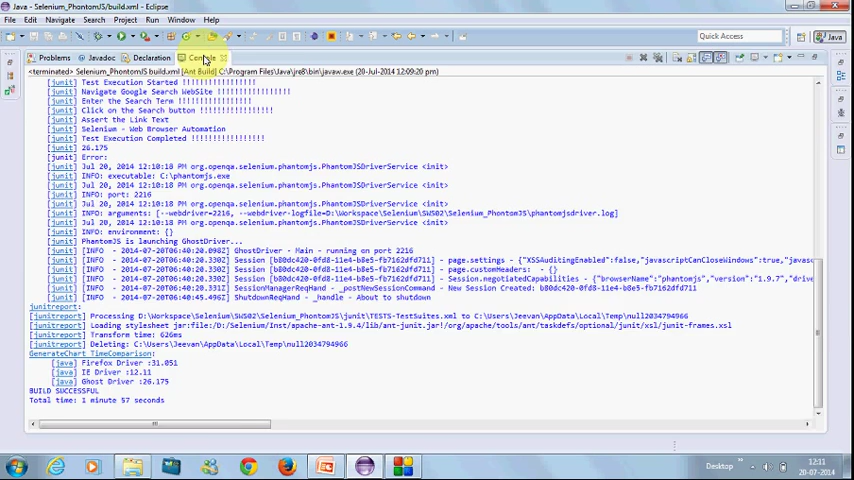 Java - Selenium_PhantomJS/build.xml - Eclipse
File Edit Navigate Search Project Run Window Help
Quick Access
Java
Problems Javadoc Declaration Console
<terminated> Selenium_PhantomJS build.xml [Ant Build] C:\Program Files\Java\jre8\bin\javaw.exe (20-Jul-2014 12:09:20 pm)
[junit] Test Execution Started !!!!!!!!!!!!!!!!!
[junit] Navigate Google Search WebSite !!!!!!!!!!!!!!!!!
[junit] Enter the Search Term !!!!!!!!!!!!!!!!!
[junit] Click on the Search button !!!!!!!!!!!!!!!!!
[junit] Assert the Link Text
[junit] Selenium - Web Browser Automation
[junit] Test Execution Completed !!!!!!!!!!!!!!!!!
[junit] 26.175
[junit] Error:
[junit] Jul 20, 2014 12:10:18 PM org.openqa.selenium.phantomjs.PhantomJSDriverService <init>
[junit] INFO: executable: C:\phantomjs.exe
[junit] Jul 20, 2014 12:10:18 PM org.openqa.selenium.phantomjs.PhantomJSDriverService <init>
[junit] INFO: port: 2216
[junit] Jul 20, 2014 12:10:18 PM org.openqa.selenium.phantomjs.PhantomJSDriverService <init>
[junit] INFO: arguments: [--webdriver=2216, --webdriver-logfile=D:\Workspace\Selenium\SWS02\Selenium_PhantomJS\phantomjsdriver.log]
[junit] Jul 20, 2014 12:10:18 PM org.openqa.selenium.phantomjs.PhantomJSDriverService <init>
[junit] INFO: environment: {}
[junit] PhantomJS is launching GhostDriver...
[junit] [INFO - 2014-07-20T06:40:20.098Z] GhostDriver - Main - running on port 2216
[junit] [INFO - 2014-07-20T06:40:20.330Z] Session [b80dc420-0fd8-11e4-b8e5-fb7162fd711] - page.settings - {"XSSAuditingEnabled":false,"javascriptCanCloseWindows":true,"javasc
[junit] [INFO - 2014-07-20T06:40:20.330Z] Session [b80dc420-0fd8-11e4-b8e5-fb7162fd711] - page.customHeaders: - {}
[junit] [INFO - 2014-07-20T06:40:20.331Z] Session [b80dc420-0fd8-11e4-b8e5-fb7162fd711] - Session.negotiatedCapabilities - {"browserName":"phantomjs","version":"1.9.7","drive
[junit] [INFO - 2014-07-20T06:40:20.332Z] SessionManagerReqHand - _postNewSessionCommand - New Session Created: b80dc420-0fd8-11e4-b8e5-fb7162fd711
[junit] [INFO - 2014-07-20T06:40:45.496Z] ShutdownReqHand - _handle - About to shutdown
junitreport:
[junitreport] Processing D:\Workspace\Selenium\SWS02\Selenium_PhantomJS\junit\TESTS-TestSuites.xml to C:\Users\Jeevan\AppData\Local\Temp\null2034794966
[junitreport] Loading stylesheet jar:file:/D:/Selenium/Inst/apache-ant-1.9.4/lib/ant-junit.jar!/org/apache/tools/ant/taskdefs/optional/junit/xsl/junit-frames.xsl
[junitreport] Transform time: 626ms
[junitreport] Deleting: C:\Users\Jeevan\AppData\Local\Temp\null2034794966
GenerateChart TimeComparison:
[java] Firefox Driver :31.051
[java] IE Driver :12.11
[java] Ghost Driver :26.175
BUILD SUCCESSFUL
Total time: 1 minute 57 seconds
Desktop
12:11
20-07-2014